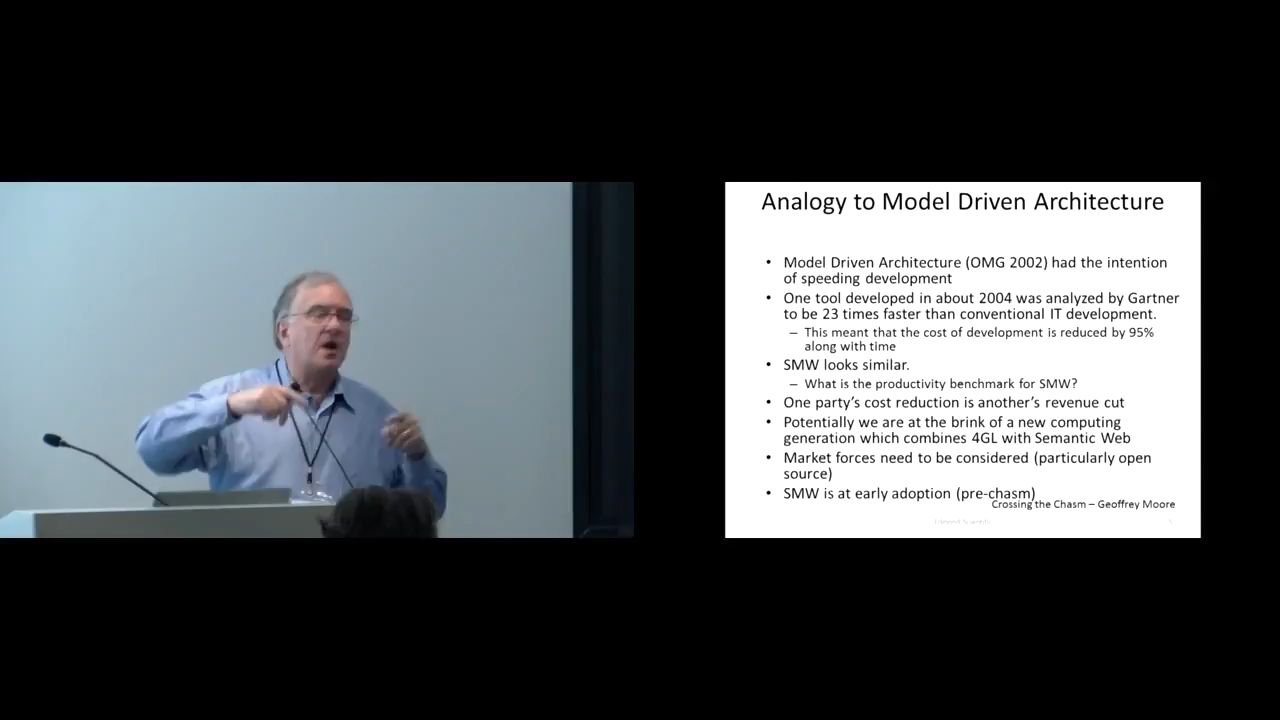 Analogy to Model Driven Architecture
• Model Driven Architecture (OMG 2002) had the intention
of speeding development
• One tool developed in about 2004 was analyzed by Gartner
to be 23 times faster than conventional IT development.
– This meant that the cost of development is reduced by 95%
along with time
• SMW looks similar.
– What is the productivity benchmark for SMW?
• One party's cost reduction is another's revenue cut
• Potentially we are at the brink of a new computing
generation which combines 4GL with Semantic Web
• Market forces need to be considered (particularly open
source)
• SMW is at early adoption (pre-chasm)
Crossing the Chasm – Geoffrey Moore